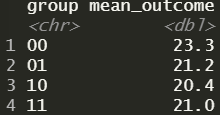 group mean_outcome
<chr> <dbl>
1 00 23.3
2 01 21.2
3 10 20.4
4 11 21.0